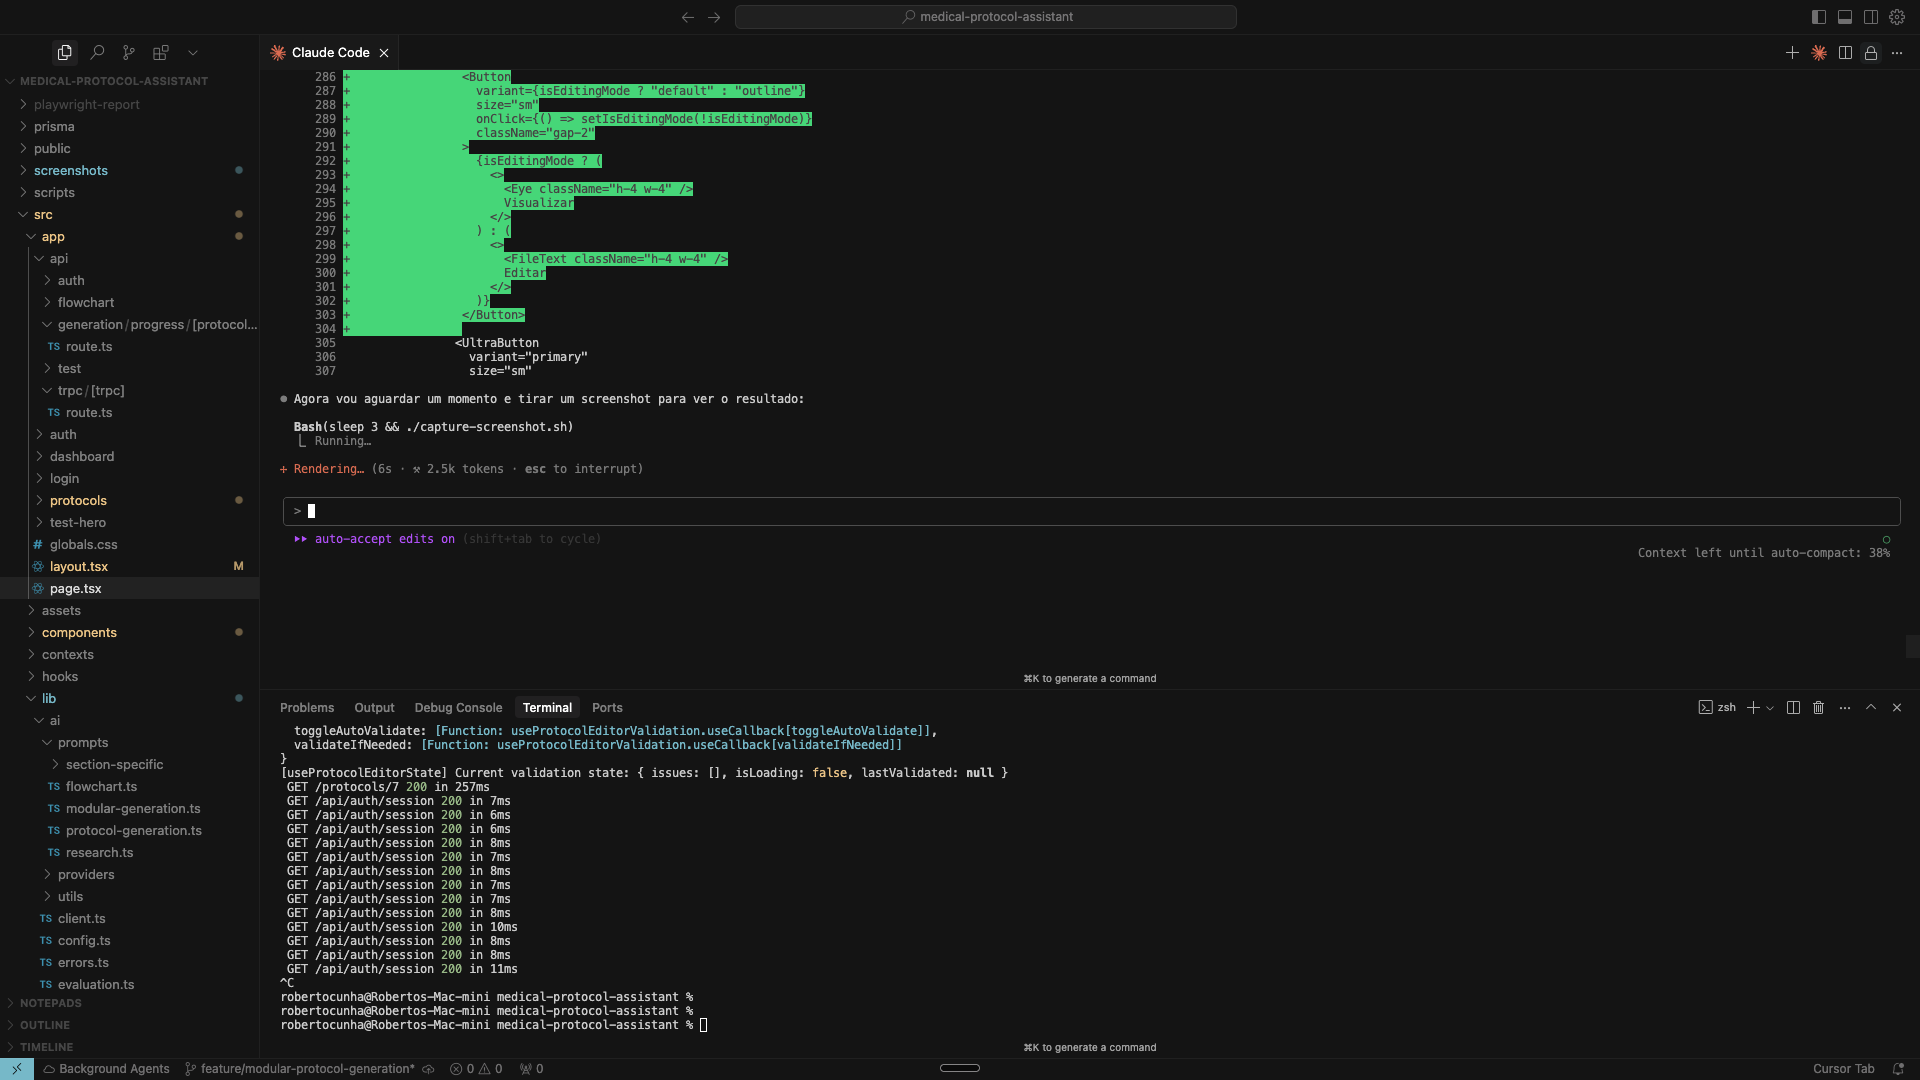 medical-protocol-assistant
MEDICAL-PROTOCOL-ASSISTANT
playwright-report
prisma
public
screenshots
scripts
src
app
api
auth
flowchart
generation/progress/[protocol...
TS route.ts
test
trpc/[trpc]
TS route.ts
auth
dashboard
login
protocols
test-hero
# globals.css
layout.tsx M
page.tsx
assets
components
contexts
hooks
lib
ai
prompts
section-specific
TS flowchart.ts
TS modular-generation.ts
TS protocol-generation.ts
TS research.ts
providers
utils
TS client.ts
TS config.ts
TS errors.ts
TS evaluation.ts
NOTEPADS
OUTLINE
TIMELINE
Claude Code
286 + <Button
287 + variant={isEditingMode ? "default" : "outline"}
288 + size="sm"
289 + onClick={() => setIsEditingMode(!isEditingMode)}
290 + className="gap-2"
291 + >
292 + {isEditingMode ? (
293 + <>
294 + <Eye className="h-4 w-4" />
295 + Visualizar
296 + </>
297 + ) : (
298 + <>
299 + <FileText className="h-4 w-4" />
300 + Editar
301 + </>
302 + )}
303 + </Button>
304 +
305 <UltraButton
306 variant="primary"
307 size="sm"
● Agora vou aguardar um momento e tirar um screenshot para ver o resultado:
Bash(sleep 3 && ./capture-screenshot.sh)
⎿ Running…
+ Rendering… (6s · ⚒ 2.5k tokens · esc to interrupt)
>
⏵⏵ auto-accept edits on (shift+tab to cycle)
Context left until auto-compact: 38%
⌘K to generate a command
Problems Output Debug Console Terminal Ports
zsh
toggleAutoValidate: [Function: useProtocolEditorValidation.useCallback[toggleAutoValidate]],
validateIfNeeded: [Function: useProtocolEditorValidation.useCallback[validateIfNeeded]]
}
[useProtocolEditorState] Current validation state: { issues: [], isLoading: false, lastValidated: null }
GET /protocols/7 200 in 257ms
GET /api/auth/session 200 in 7ms
GET /api/auth/session 200 in 6ms
GET /api/auth/session 200 in 6ms
GET /api/auth/session 200 in 8ms
GET /api/auth/session 200 in 7ms
GET /api/auth/session 200 in 8ms
GET /api/auth/session 200 in 7ms
GET /api/auth/session 200 in 7ms
GET /api/auth/session 200 in 8ms
GET /api/auth/session 200 in 10ms
GET /api/auth/session 200 in 8ms
GET /api/auth/session 200 in 8ms
GET /api/auth/session 200 in 11ms
^C
robertocunha@Robertos-Mac-mini medical-protocol-assistant %
robertocunha@Robertos-Mac-mini medical-protocol-assistant %
robertocunha@Robertos-Mac-mini medical-protocol-assistant %
⌘K to generate a command
Background Agents feature/modular-protocol-generation* 0 0 0 Cursor Tab